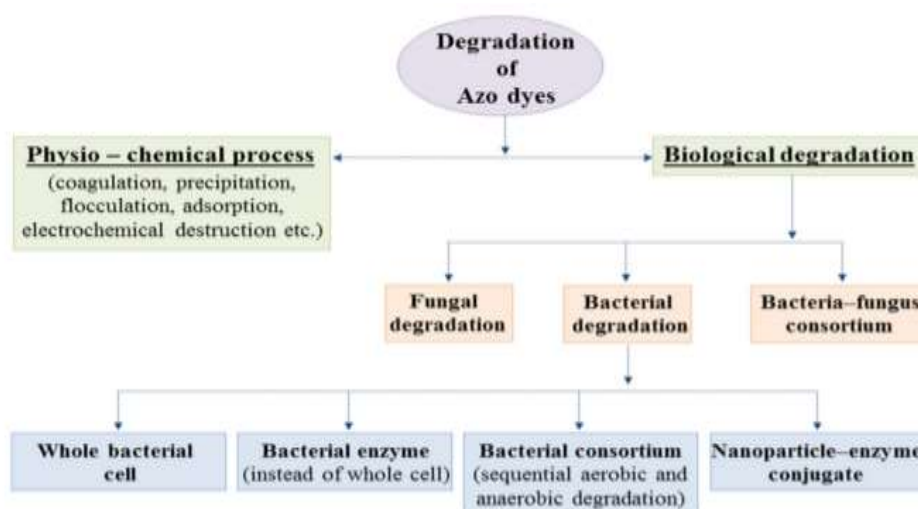 Degradation
of
Azo dyes
Physio – chemical process
(coagulation, precipitation,
flocculation, adsorption,
electrochemical destruction etc.)
Biological degradation
Fungal
degradation
Bacterial
degradation
Bacteria–fungus
consortium
Whole bacterial
cell
Bacterial enzyme
(instead of whole cell)
Bacterial consortium
(sequential aerobic and
anaerobic degradation)
Nanoparticle–enzyme
conjugate